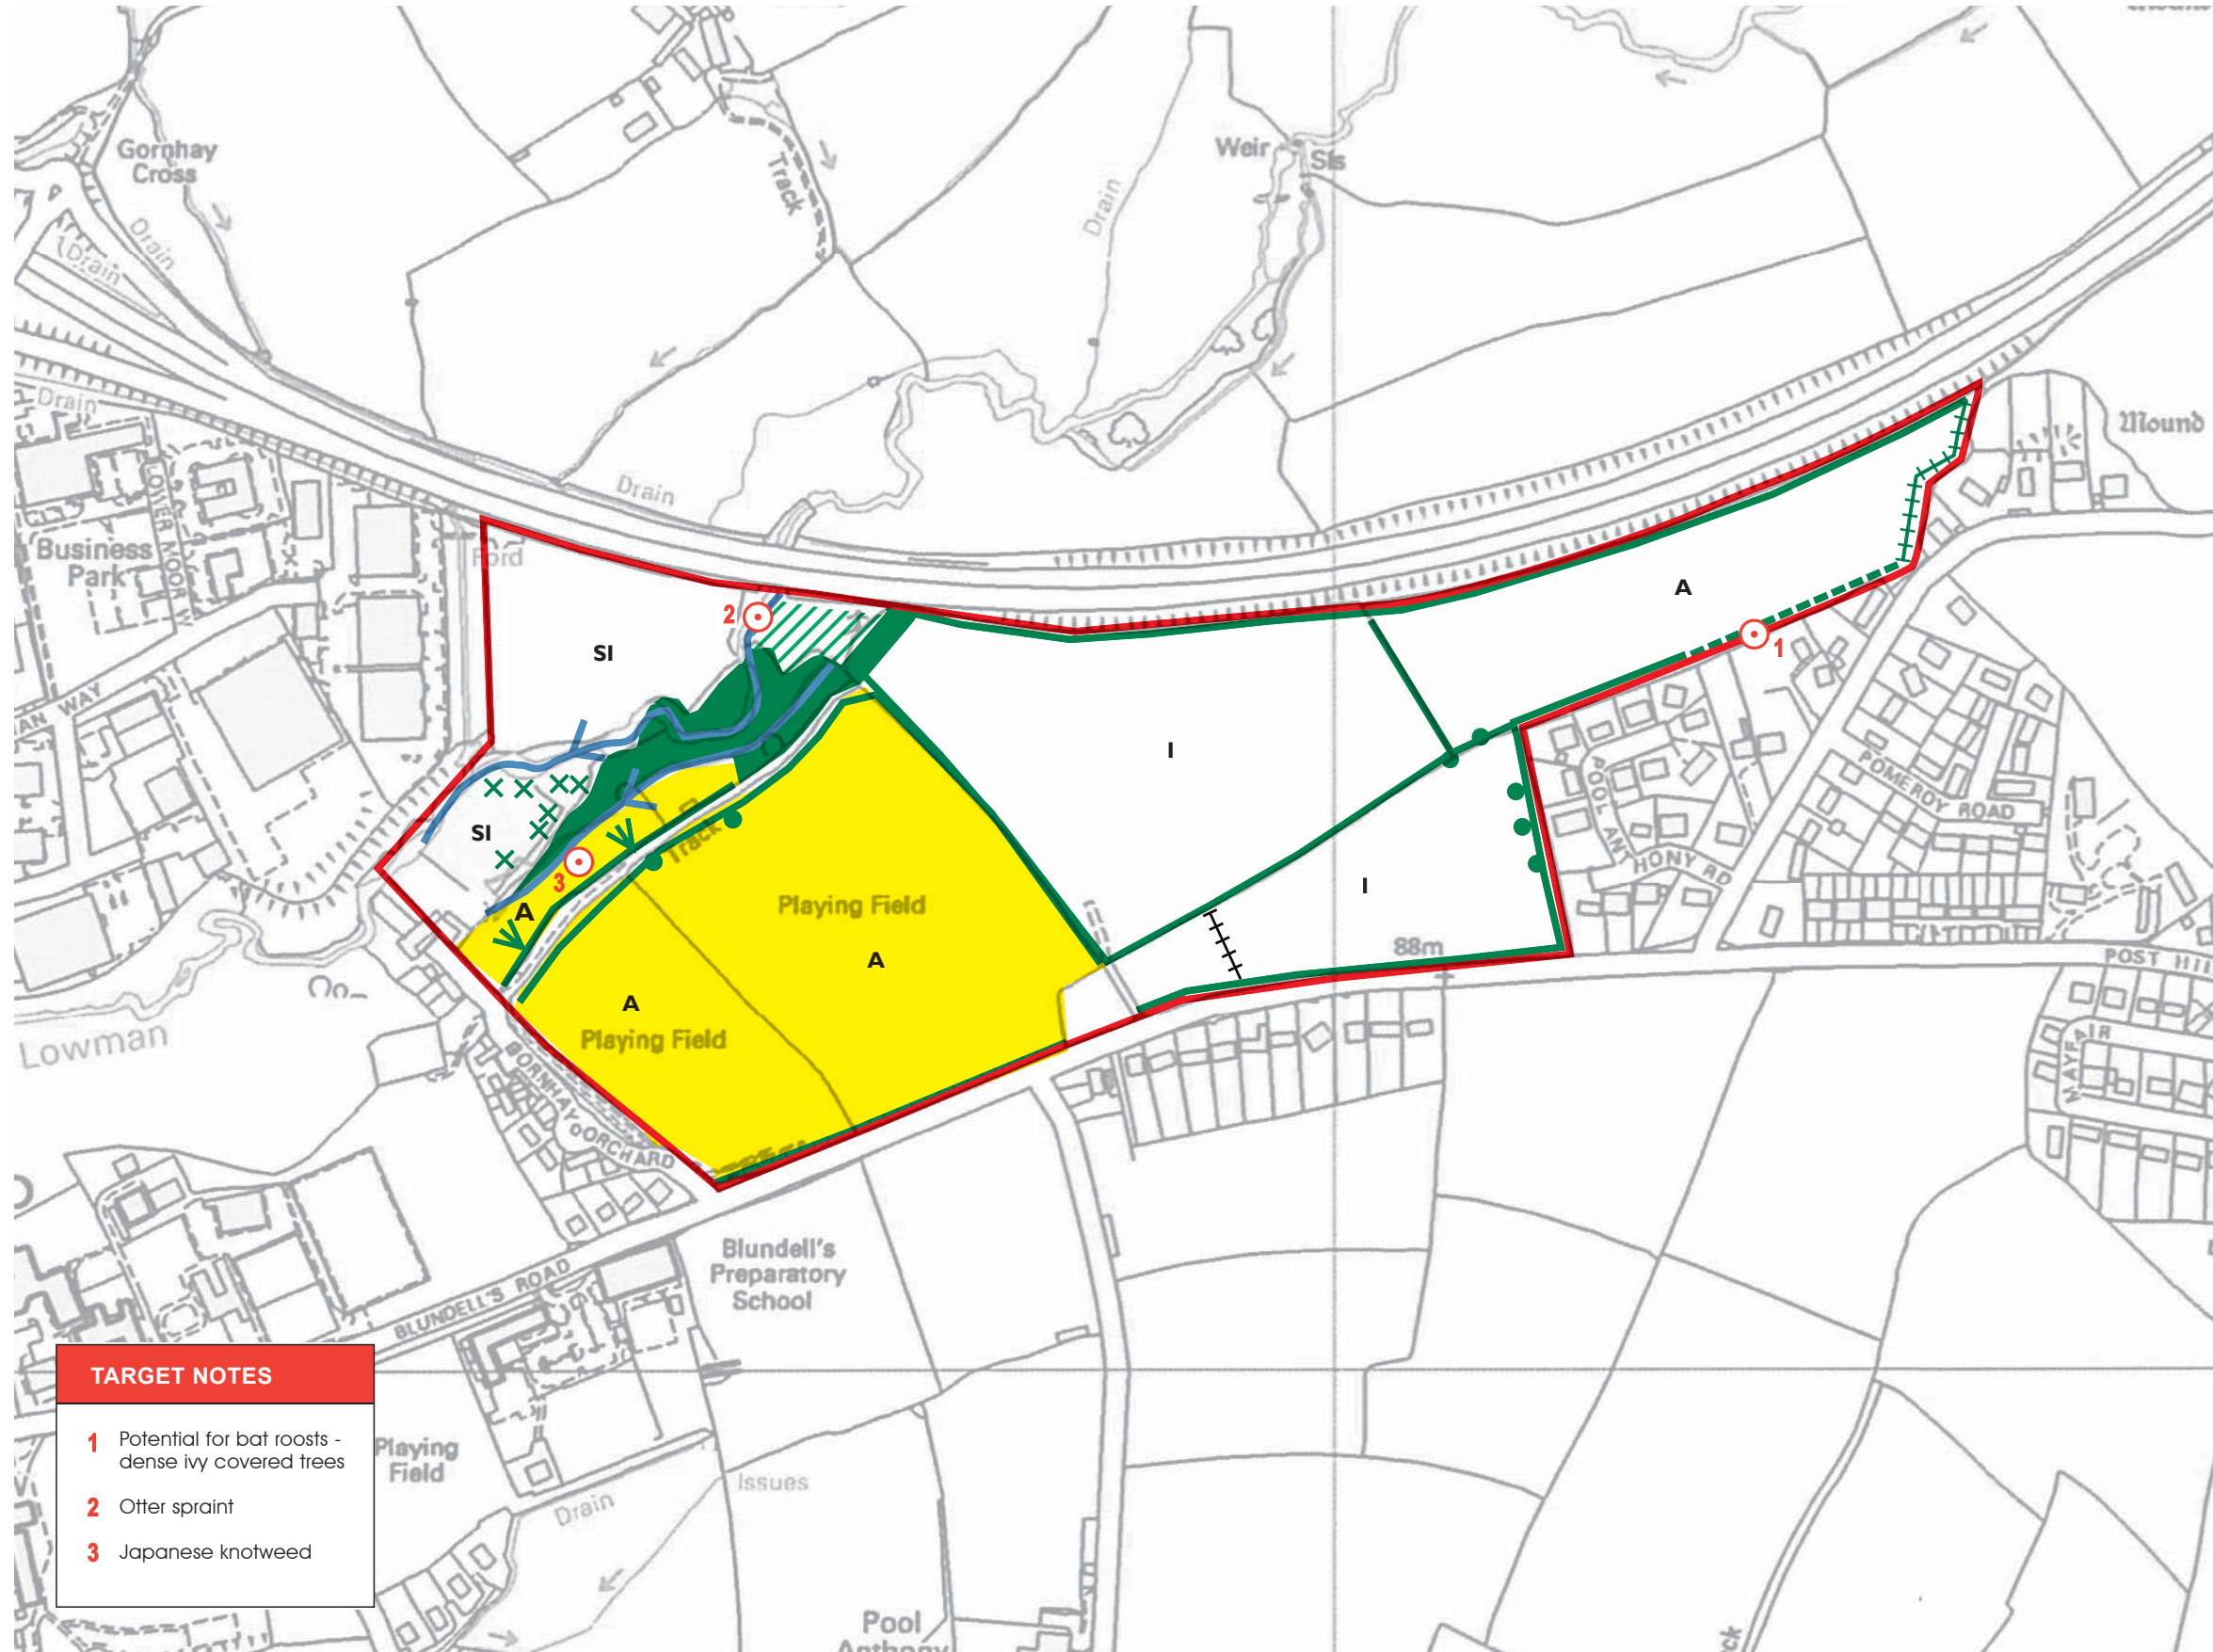 Gornhay
Cross
Drain
Drain
Drain
Track
Drain
Weir
Sls
Mound
Drain
Business
Park
LOWER MOOR W
Ford
AN WAY
2
SI
A
1
SI
I
Track
3
A
Playing Field
A
I
88m
POOL ANTHONY RD
POMEROY ROAD
POST HIL
A
Playing Field
Lowman
GORNHAY ORCHARD
MAYFAIR
Blundell's
Preparatory
School
BLUNDELL'S ROAD
TARGET NOTES
1 Potential for bat roosts -
dense ivy covered trees
2 Otter spraint
3 Japanese knotweed
Playing
Field
Drain
Issues
Pool
Anthony
ck